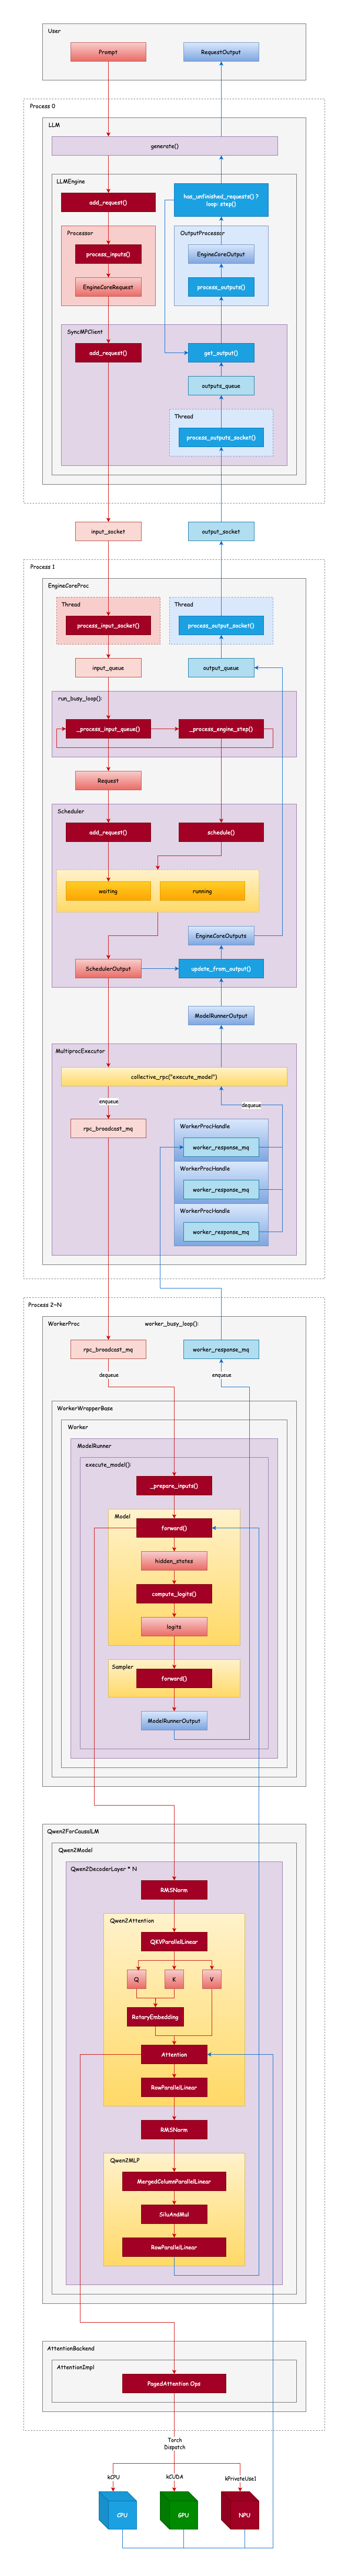 User
Prompt
RequestOutput
Process 0
LLM
generate()
LLMEngine
add_request()
has_unfinished_requests() ?
loop: step()
Processor
OutputProcessor
process_inputs()
EngineCoreOutput
EngineCoreRequest
process_outputs()
SyncMPClient
add_request()
get_output()
outputs_queue
Thread
process_outputs_socket()
input_socket
output_socket
Process 1
EngineCoreProc
Thread
Thread
process_input_socket()
process_output_socket()
input_queue
output_queue
run_busy_loop():
_process_input_queue()
_process_engine_step()
Request
Scheduler
add_request()
schedule()
waiting
running
EngineCoreOutputs
SchedulerOutput
update_from_output()
ModelRunnerOutput
MultiprocExecutor
collective_rpc("execute_model")
enqueue
dequeue
rpc_broadcast_mq
WorkerProcHandle
worker_response_mq
WorkerProcHandle
worker_response_mq
WorkerProcHandle
worker_response_mq
Process 2~N
WorkerProc
worker_busy_loop():
rpc_broadcast_mq
worker_response_mq
dequeue
enqueue
WorkerWrapperBase
Worker
ModelRunner
execute_model():
_prepare_inputs()
Model
forward()
hidden_states
compute_logits()
logits
Sampler
forward()
ModelRunnerOutput
Qwen2ForCausalLM
Qwen2Model
Qwen2DecoderLayer * N
RMSNorm
Qwen2Attention
QKVParallelLinear
Q
K
V
RotaryEmbedding
Attention
RowParallelLinear
RMSNorm
Qwen2MLP
MergedColumnParallelLinear
SiluAndMul
RowParallelLinear
AttentionBackend
AttentionImpl
PagedAttention Ops
Torch
Dispatch
kCPU
kCUDA
kPrivateUse1
CPU
GPU
NPU